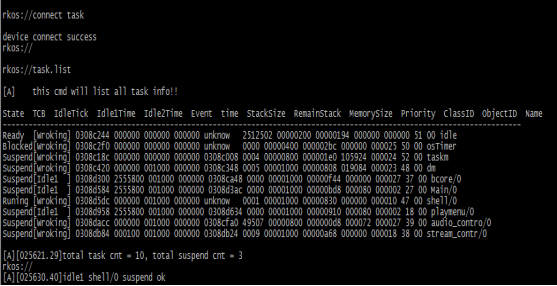 rkos://connect task
device connect success
rkos://
rkos://task.list
[A] this cmd will list all task info!!
State TCB IdleTick Idle1Time Idle2Time Event time StackSize RemainStack MemorySize Priority ClassID ObjectID Name
Ready [Wroking] 0308c244 000000 000000 000000 unknow 2512502 00000200 00000194 000000 000000 51 00 idle
Blocked[Wroking] 0308c2f0 000000 000000 000000 unknow 0000 00000400 000002bc 000000 000025 50 00 osTimer
Suspend[Wroking] 0308c18c 000000 000000 000000 0308c008 0004 00000800 000001e0 105924 000024 52 00 taskm
Suspend[Wroking] 0308c420 000000 001000 000000 0308c348 0005 00001000 00000808 019084 000023 48 00 dm
Suspend[Idle1 ] 0308d300 2555800 001000 000000 0308ca48 0000 00001000 00000f44 000000 000027 37 00 bcore/0
Suspend[Idle1 ] 0308d584 2555800 001000 000000 0308d3ac 0000 00001000 00000bd8 000080 000002 27 00 Main/0
Runing [Wroking] 0308d5dc 000000 001000 000000 unknow 0001 00001000 00000830 000000 000010 47 00 shell/0
Suspend[Idle1 ] 0308d958 2555800 001000 000000 0308d634 0000 00001000 00000910 000080 000002 18 00 playmenu/0
Suspend[Wroking] 0308dacc 000000 001000 000000 0308cfa0 49507 00000800 00000d8 000072 000027 39 00 audio_contro/0
Suspend[Wroking] 0308db84 000100 001000 000000 0308db24 0009 00001000 00000a68 000000 000018 38 00 stream_contr/0
[A][025621.29]total task cnt = 10, total suspend cnt = 3
rkos://
[A][025630.40]idle1 shell/0 suspend ok